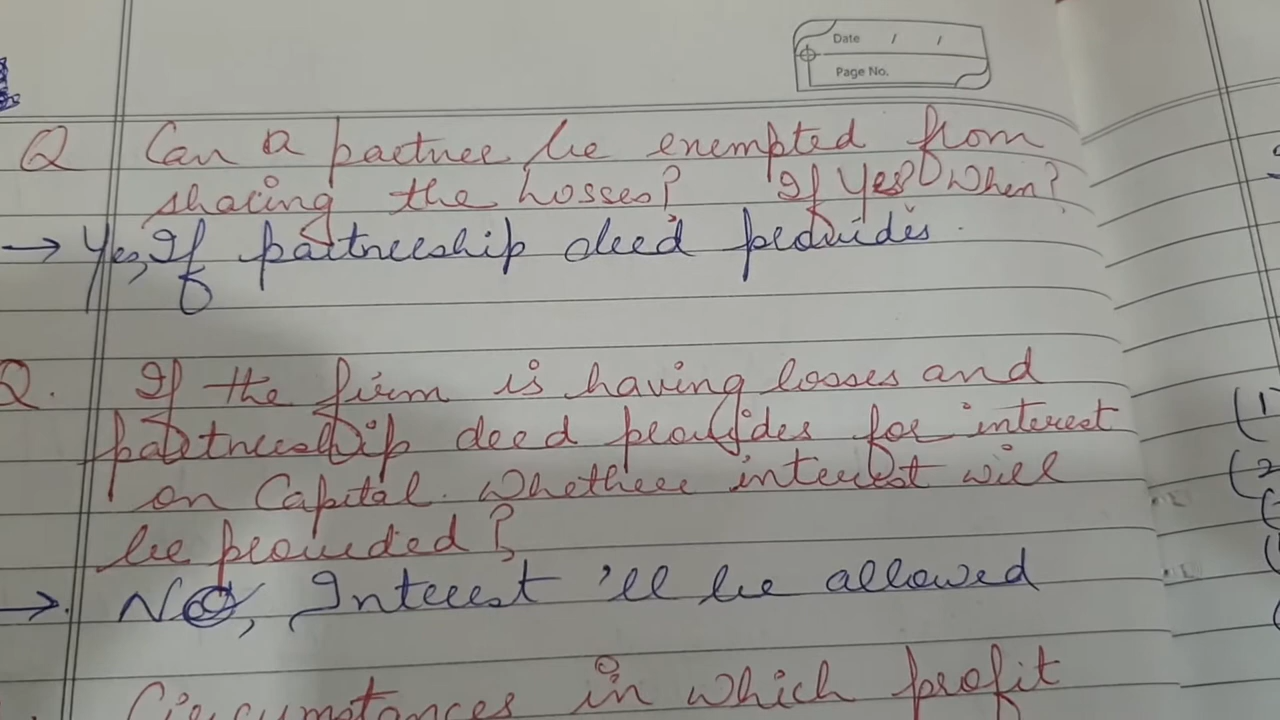 Date / /
Page No.
Q Can a partner be exempted from
sharing the losses? If Yes? When?
→ Yes, If partnership deed provides.
Q. If the firm is having losses and
partnership deed provides for interest
on Capital. Whether interest will
be provided?
→. No, Interest 'll be allowed
Circumstances in which profit
(1
(2